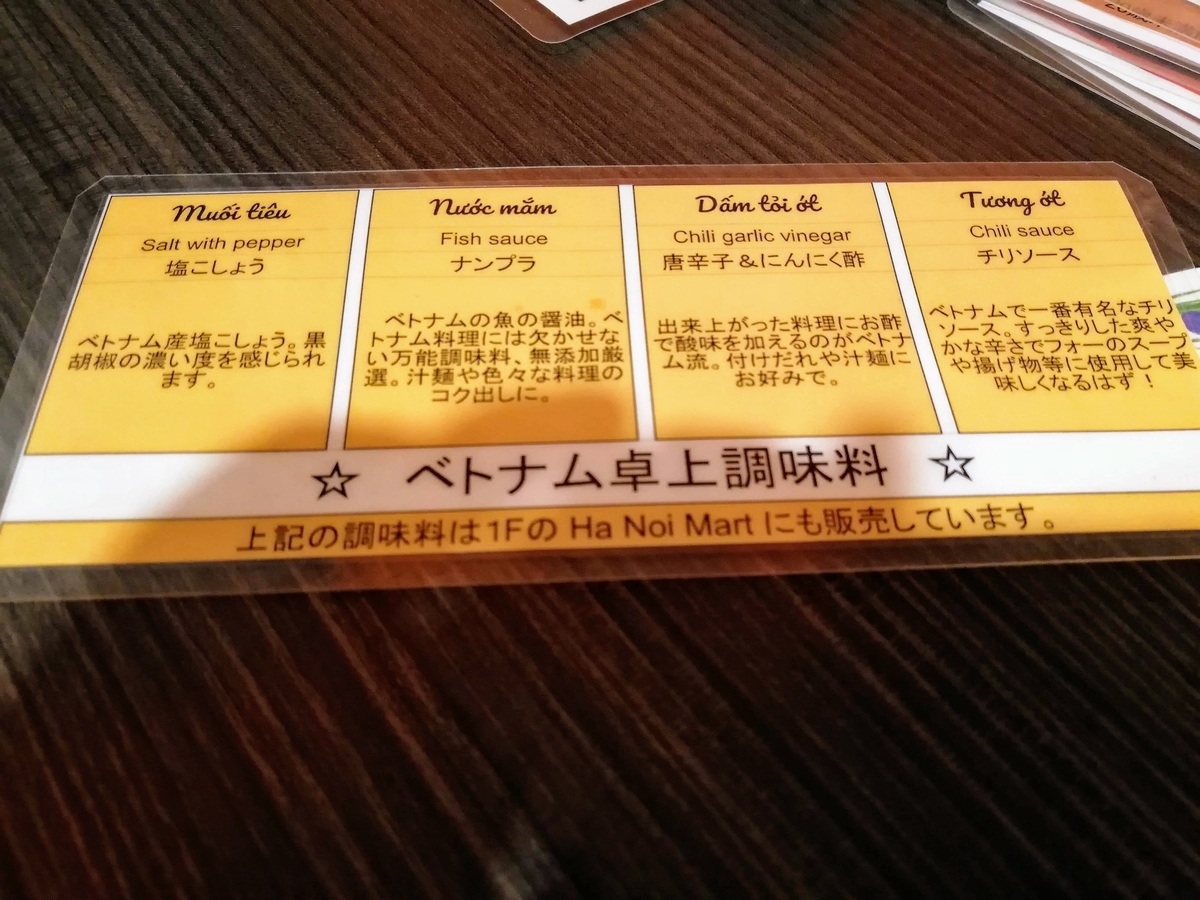 Muối tiêu
Salt with pepper
塩こしょう
ベトナム産塩こしょう。黒
胡椒の濃い度を感じられ
ます。
Nước mắm
Fish sauce
ナンプラ
ベトナムの魚の醤油。ベ
トナム料理には欠かせな
い万能調味料、無添加厳
選。汁麺や色々な料理の
コク出しに。
Dấm tỏi ớt
Chili garlic vinegar
唐辛子&にんにく酢
出来上がった料理にお酢
で酸味を加えるのがベトナ
ム流。付けだれや汁麺に
お好みで。
Tương ớt
Chili sauce
チリソース
ベトナムで一番有名なチリ
ソース。すっきりした爽や
かな辛さでフォーのスープ
や揚げ物等に使用して美
味しくなるはず！
☆ ベトナム卓上調味料 ☆
上記の調味料は1Fの Ha Noi Mart にも販売しています。